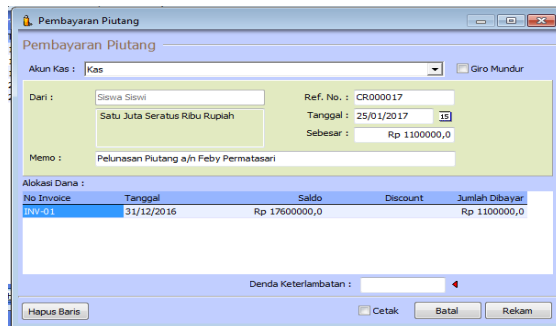 Pembayaran Piutang
Pembayaran Piutang
Akun Kas : Kas Giro Mundur
Dari : Siswa Siswi Ref. No. : CR000017
Satu Juta Seratus Ribu Rupiah Tanggal : 25/01/2017 15
Sebesar : Rp 1100000,0
Memo : Pelunasan Piutang a/n Feby Permatasari
Alokasi Dana :
No Invoice Tanggal Saldo Discount Jumlah Dibayar
INV-01 31/12/2016 Rp 17600000,0 Rp 1100000,0
Denda Keterlambatan :
Hapus Baris Cetak Batal Rekam